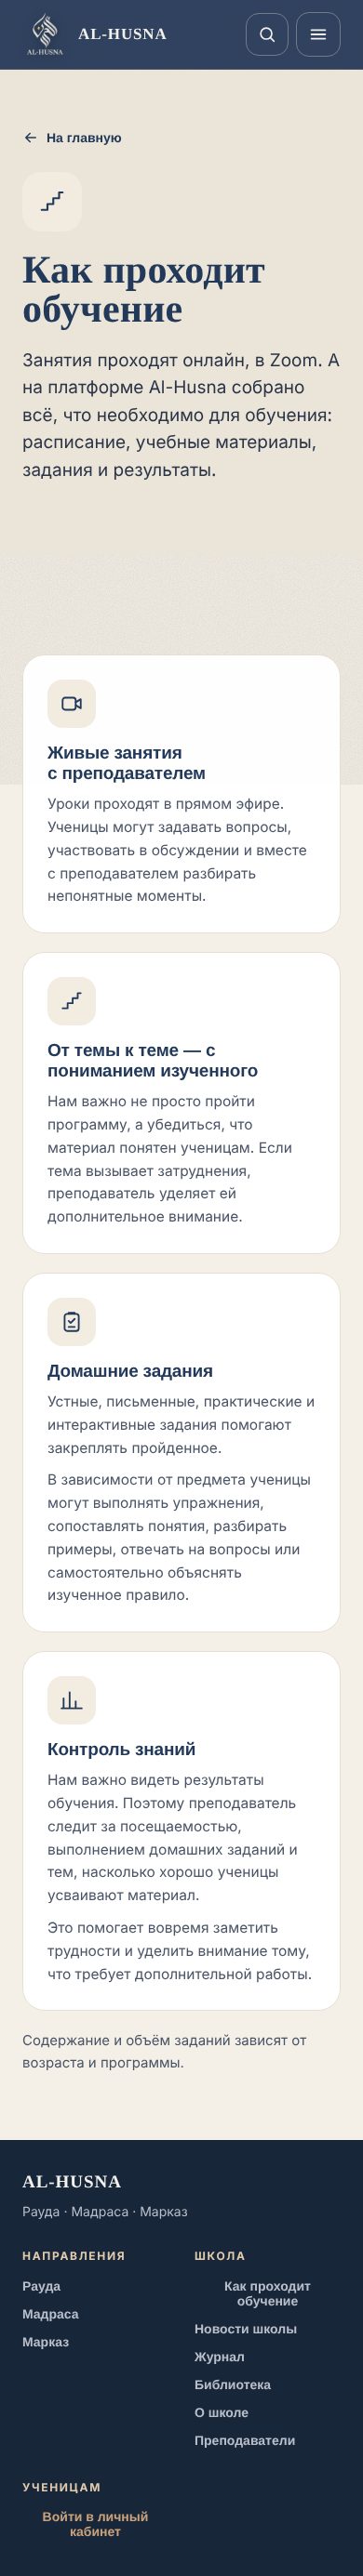 AL-HUSNA
AL-HUSNA
На главную
Как проходит
обучение
Занятия проходят онлайн, в Zoom. А
на платформе Al-Husna собрано
всё, что необходимо для обучения:
расписание, учебные материалы,
задания и результаты.
Живые занятия
с преподавателем
Уроки проходят в прямом эфире.
Ученицы могут задавать вопросы,
участвовать в обсуждении и вместе
с преподавателем разбирать
непонятные моменты.
От темы к теме — с
пониманием изученного
Нам важно не просто пройти
программу, а убедиться, что
материал понятен ученицам. Если
тема вызывает затруднения,
преподаватель уделяет ей
дополнительное внимание.
Домашние задания
Устные, письменные, практические и
интерактивные задания помогают
закреплять пройденное.
В зависимости от предмета ученицы
могут выполнять упражнения,
сопоставлять понятия, разбирать
примеры, отвечать на вопросы или
самостоятельно объяснять
изученное правило.
Контроль знаний
Нам важно видеть результаты
обучения. Поэтому преподаватель
следит за посещаемостью,
выполнением домашних заданий и
тем, насколько хорошо ученицы
усваивают материал.
Это помогает вовремя заметить
трудности и уделить внимание тому,
что требует дополнительной работы.
Содержание и объём заданий зависят от
возраста и программы.
AL-HUSNA
Рауда · Мадраса · Марказ
НАПРАВЛЕНИЯ
Рауда
Мадраса
Марказ
ШКОЛА
Как проходит
обучение
Новости школы
Журнал
Библиотека
О школе
Преподаватели
УЧЕНИЦАМ
Войти в личный
кабинет